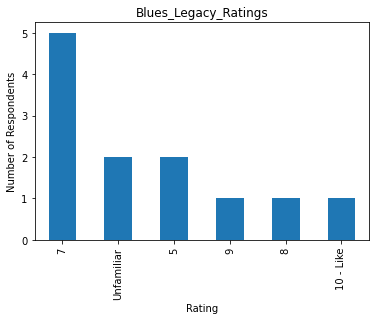 Blues_Legacy_Ratings
Number of Respondents
5
4
3
2
1
0
7
Unfamiliar
5
9
8
10 - Like
Rating